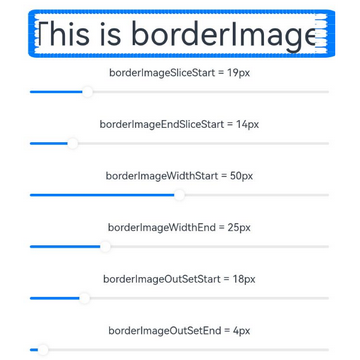 This is borderImage
borderImageSliceStart = 19px
borderImageEndSliceStart = 14px
borderImageWidthStart = 50px
borderImageWidthEnd = 25px
borderImageOutSetStart = 18px
borderImageOutSetEnd = 4px